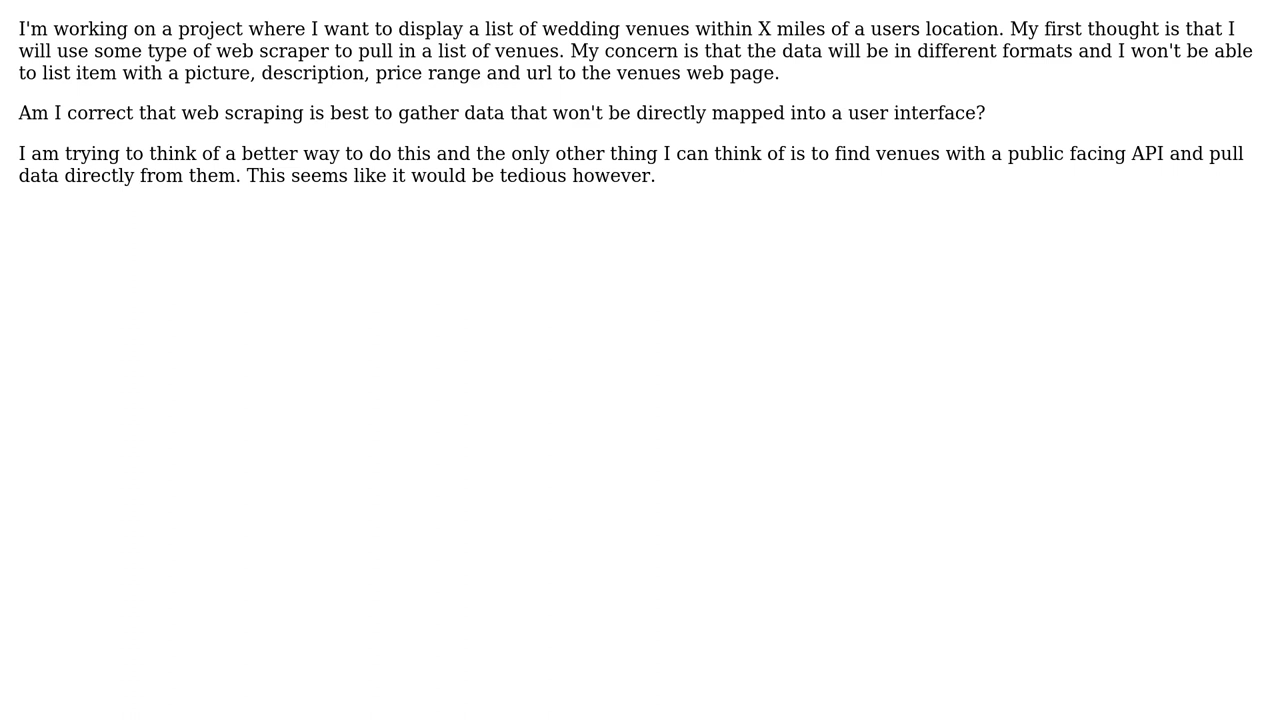 I'm working on a project where I want to display a list of wedding venues within X miles of a users location. My first thought is that I
will use some type of web scraper to pull in a list of venues. My concern is that the data will be in different formats and I won't be able
to list item with a picture, description, price range and url to the venues web page.
Am I correct that web scraping is best to gather data that won't be directly mapped into a user interface?
I am trying to think of a better way to do this and the only other thing I can think of is to find venues with a public facing API and pull
data directly from them. This seems like it would be tedious however.